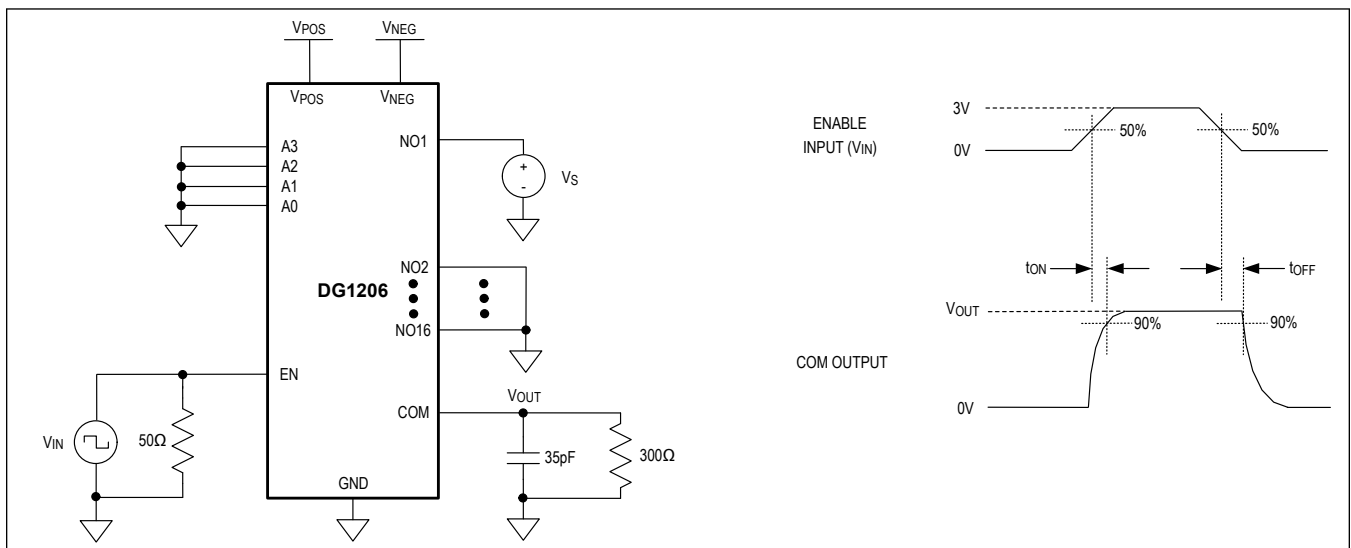 VPOS
VNEG
VPOS
VNEG
A3
A2
A1
A0
NO1
VS
+
-
DG1206
NO2
NO16
EN
COM
VOUT
VIN
50Ω
35pF
300Ω
GND
ENABLE
INPUT (VIN)
3V
0V
50%
50%
tON
tOFF
VOUT
90%
90%
COM OUTPUT
0V